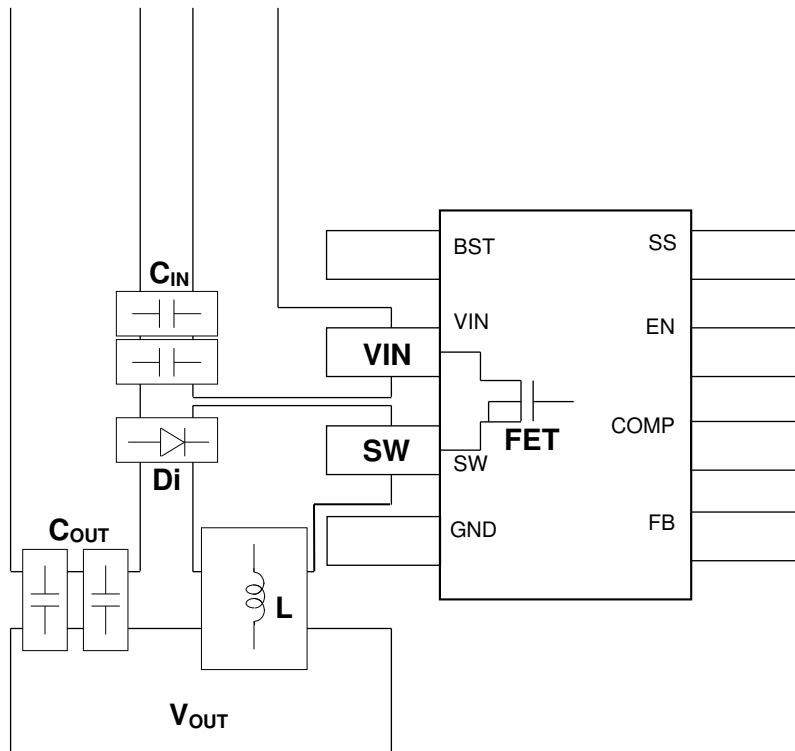 BST
SS
CIN
VIN
EN
VIN
COMP
FET
SW
SW
Di
GND
FB
COUT
L
VOUT